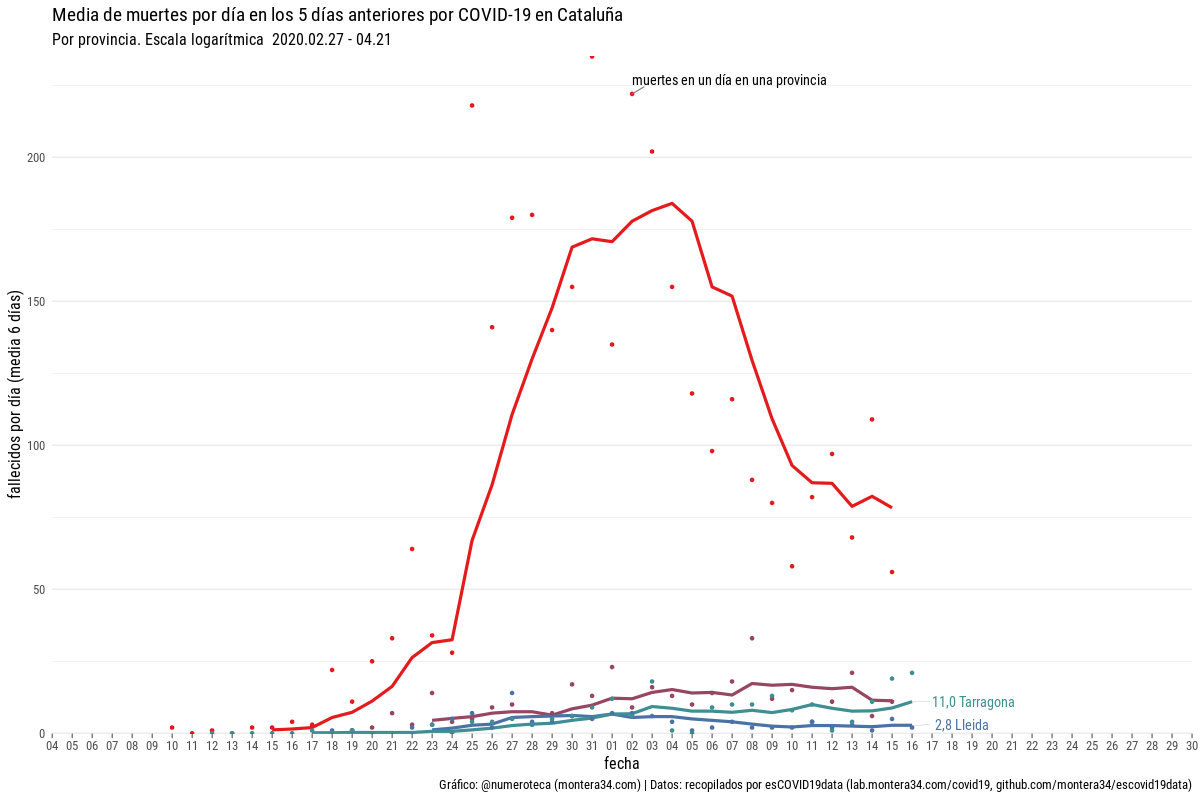 Media de muertes por día en los 5 días anteriores por COVID-19 en Cataluña
Por provincia. Escala logarítmica 2020.02.27 - 04.21
muertes en un día en una provincia
fallecidos por día (media 6 días)
200
150
100
50
0
11,0 Tarragona
2,8 Lleida
04 05 06 07 08 09 10 11 12 13 14 15 16 17 18 19 20 21 22 23 24 25 26 27 28 29 30 31 01 02 03 04 05 06 07 08 09 10 11 12 13 14 15 16 17 18 19 20 21 22 23 24 25 26 27 28 29 30
fecha
Gráfico: @numeroteca (montera34.com) | Datos: recopilados por esCOVID19data (lab.montera34.com/covid19, github.com/montera34/escovid19data)